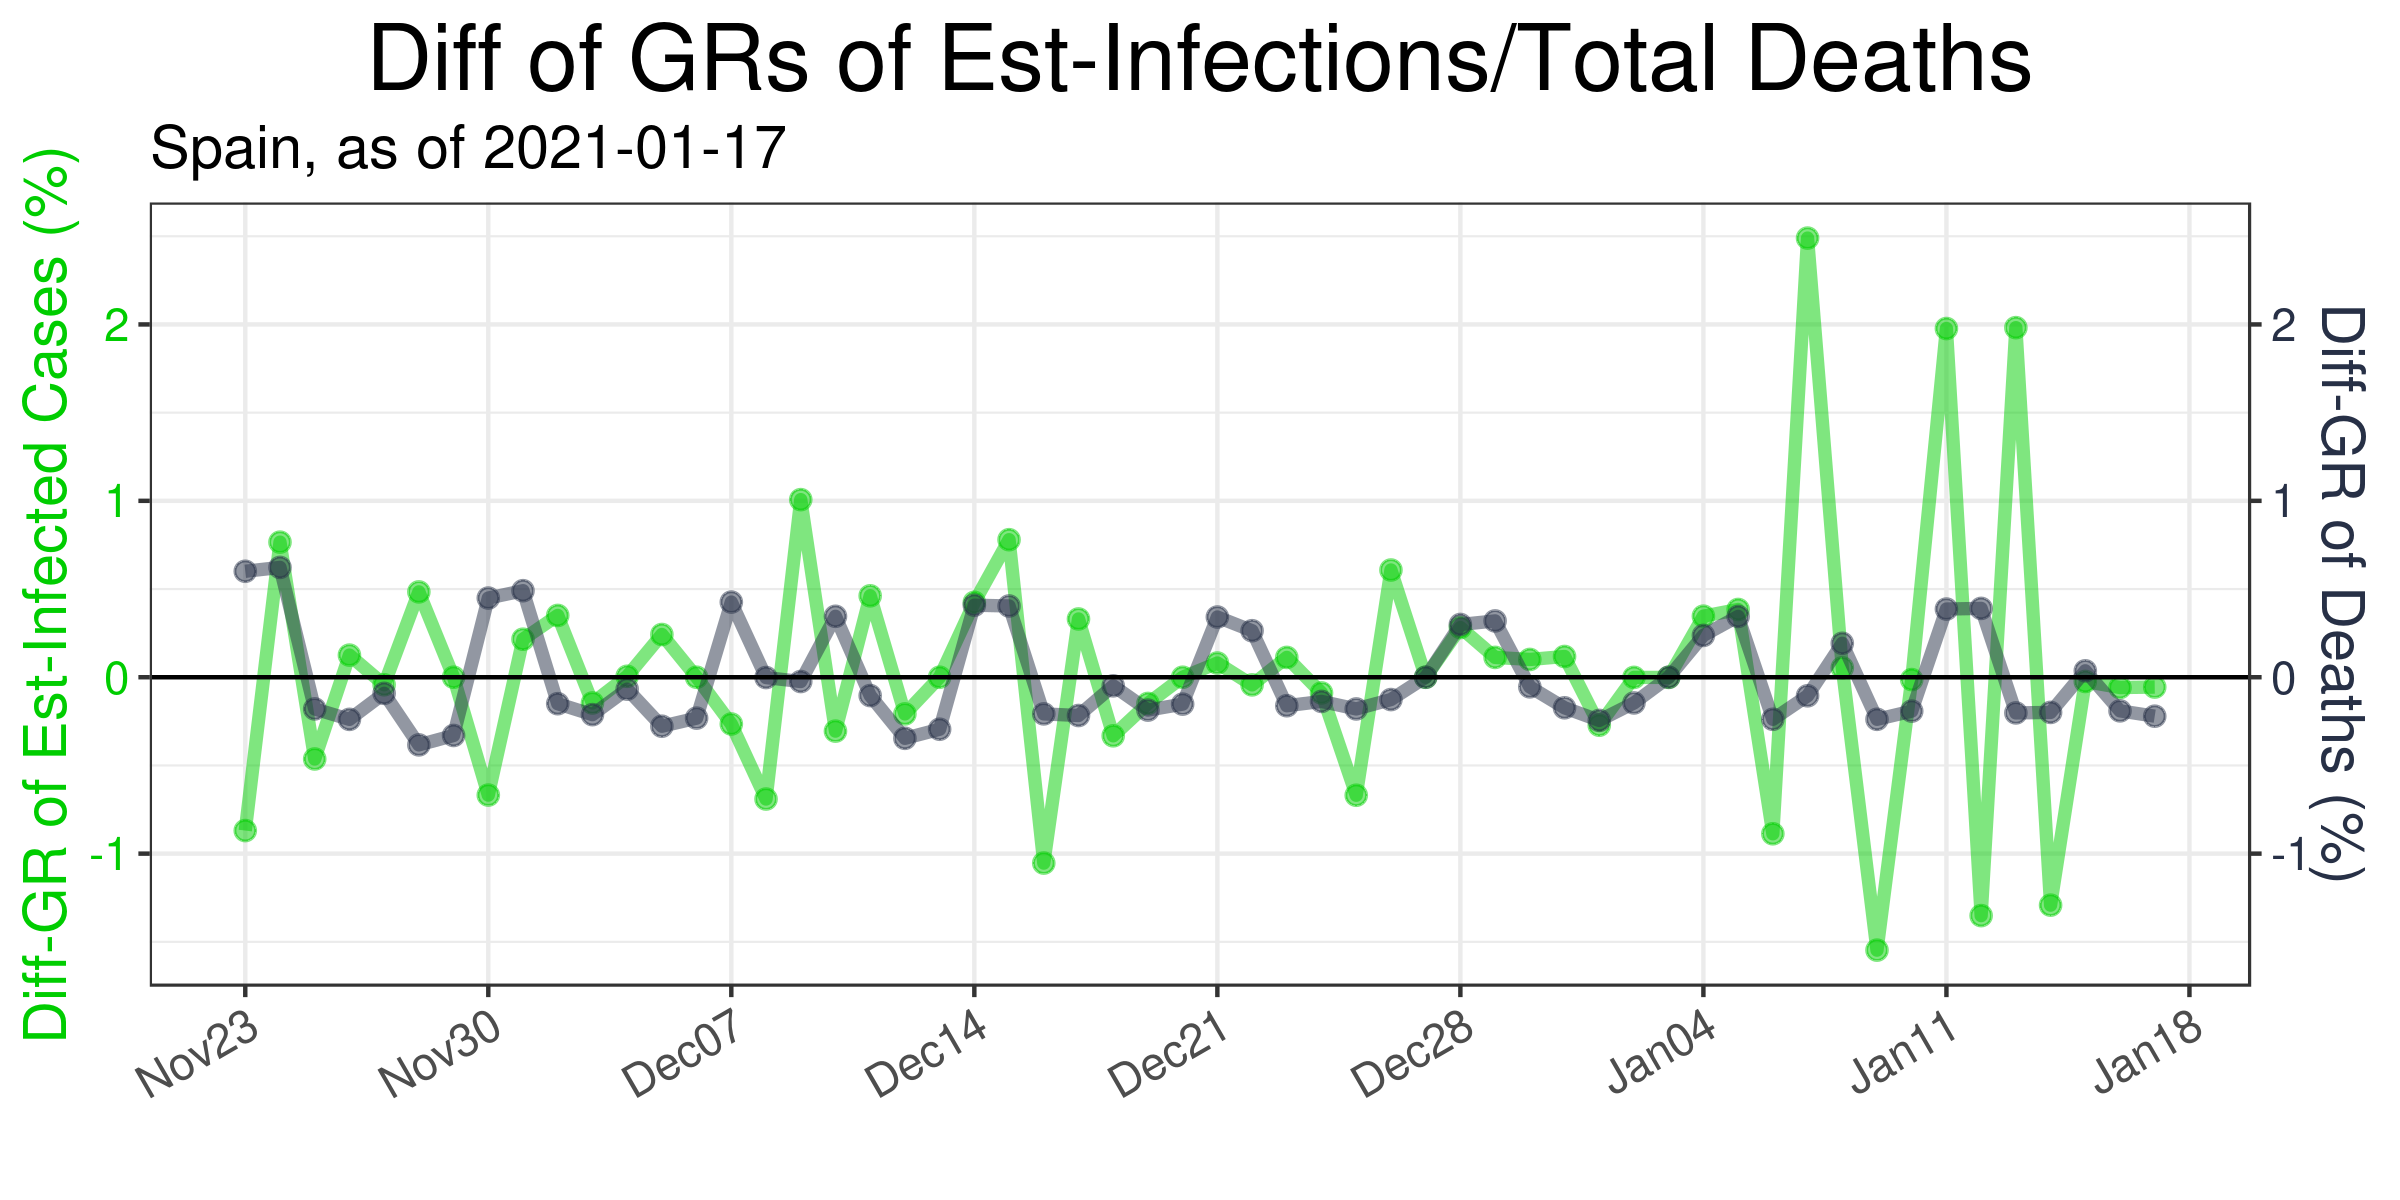 Diff of GRs of Est-Infections/Total Deaths
Spain, as of 2021-01-17
Diff-GR of Est-Infected Cases (%)
2
1
0
-1
2
1
0
-1
Diff-GR of Deaths (%)
Nov23
Nov30
Dec07
Dec14
Dec21
Dec28
Jan04
Jan11
Jan18